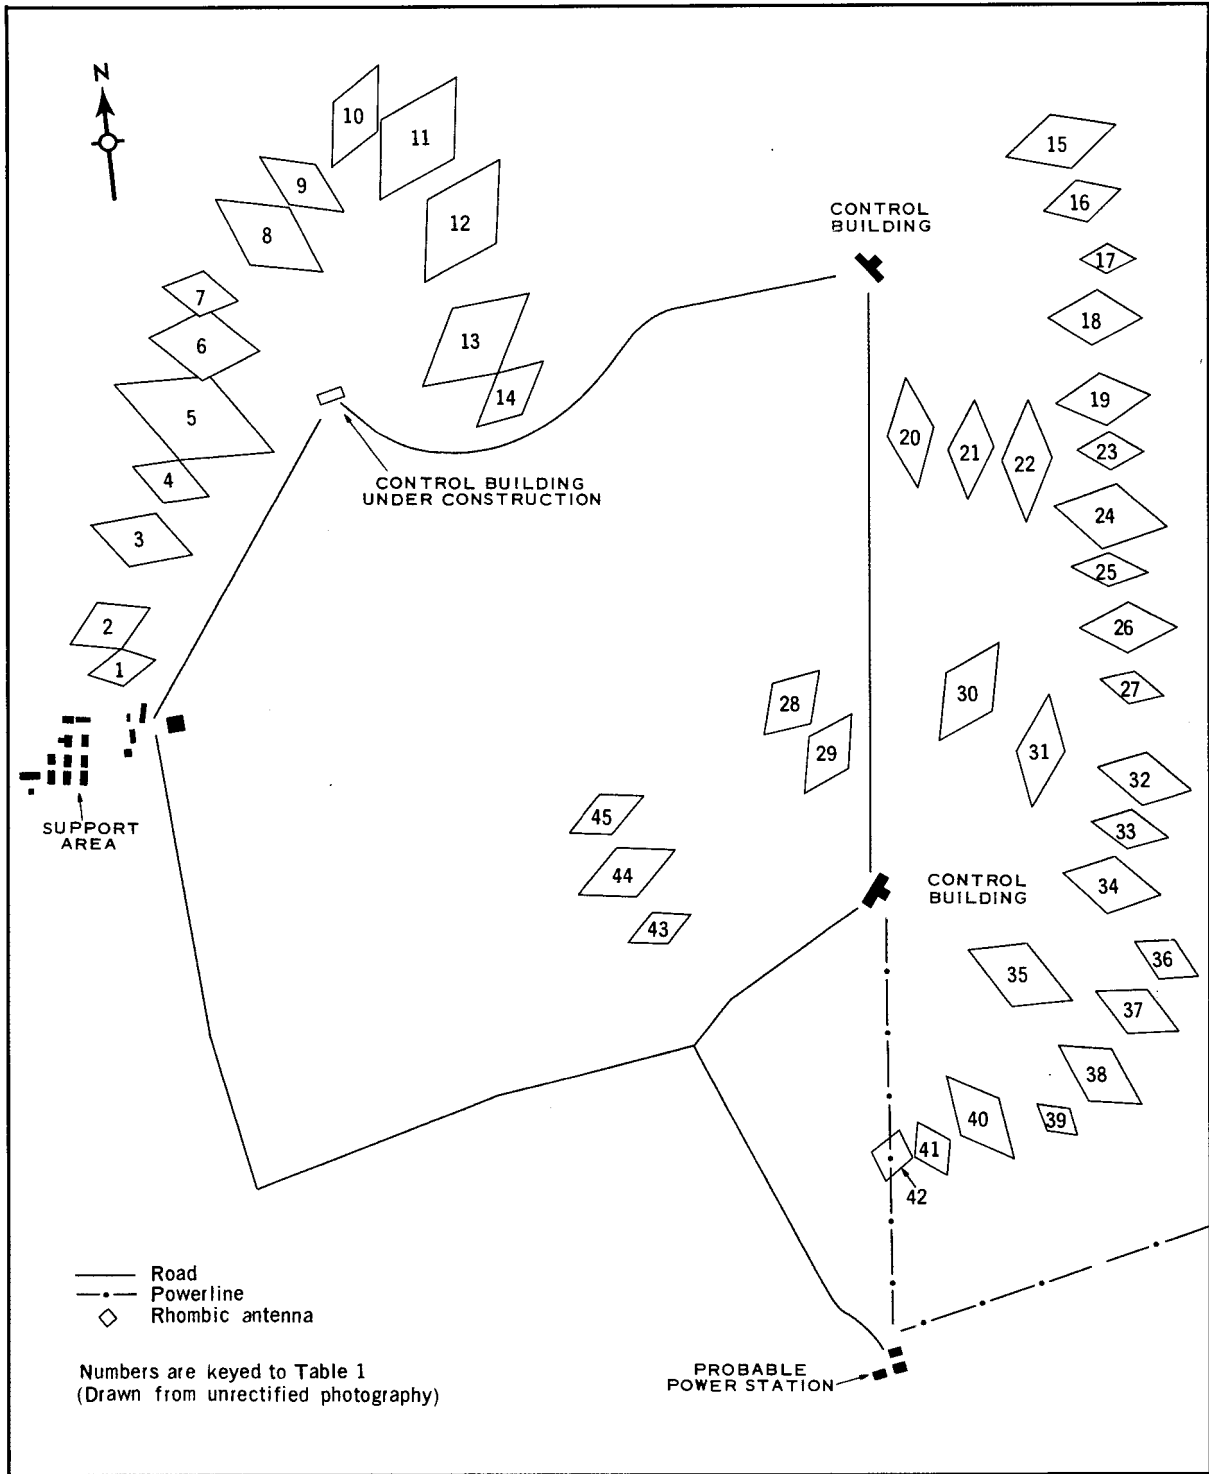 N
10
11
9
12
8
7
6
13
5
14
4
3
2
1
CONTROL BUILDING
UNDER CONSTRUCTION
SUPPORT
AREA
CONTROL
BUILDING
15
16
17
18
19
20
21
22
23
24
25
26
27
28
29
30
31
32
33
34
45
44
43
CONTROL
BUILDING
35
36
37
38
39
40
41
42
Road
Powerline
Rhombic antenna
Numbers are keyed to Table 1
(Drawn from unrectified photography)
PROBABLE
POWER STATION